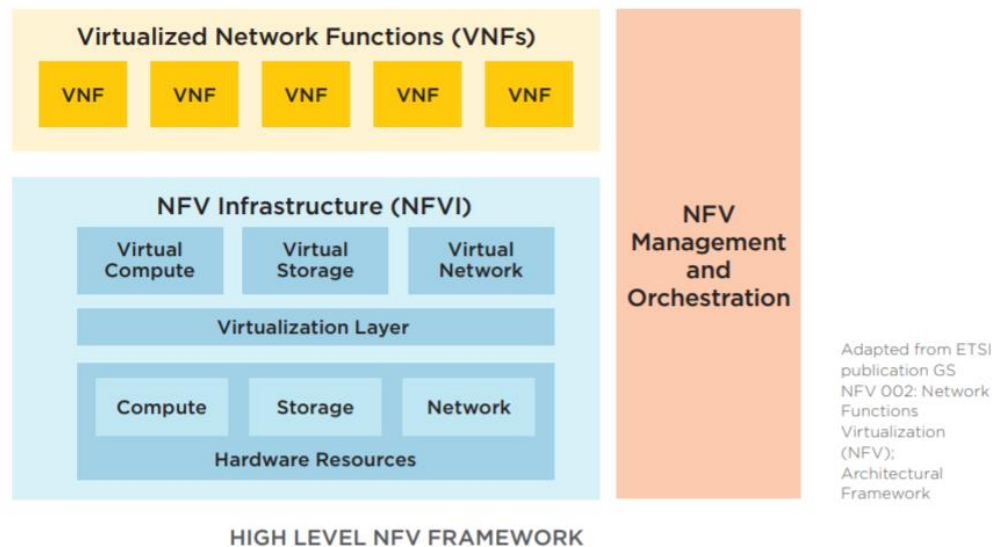 Virtualized Network Functions (VNFs)
VNF VNF VNF VNF VNF
NFV Infrastructure (NFVI)
Virtual
Compute
Virtual
Storage
Virtual
Network
Virtualization Layer
Compute Storage Network
Hardware Resources
NFV
Management
and
Orchestration
Adapted from ETSI
publication GS
NFV 002: Network
Functions
Virtualization
(NFV);
Architectural
Framework
HIGH LEVEL NFV FRAMEWORK